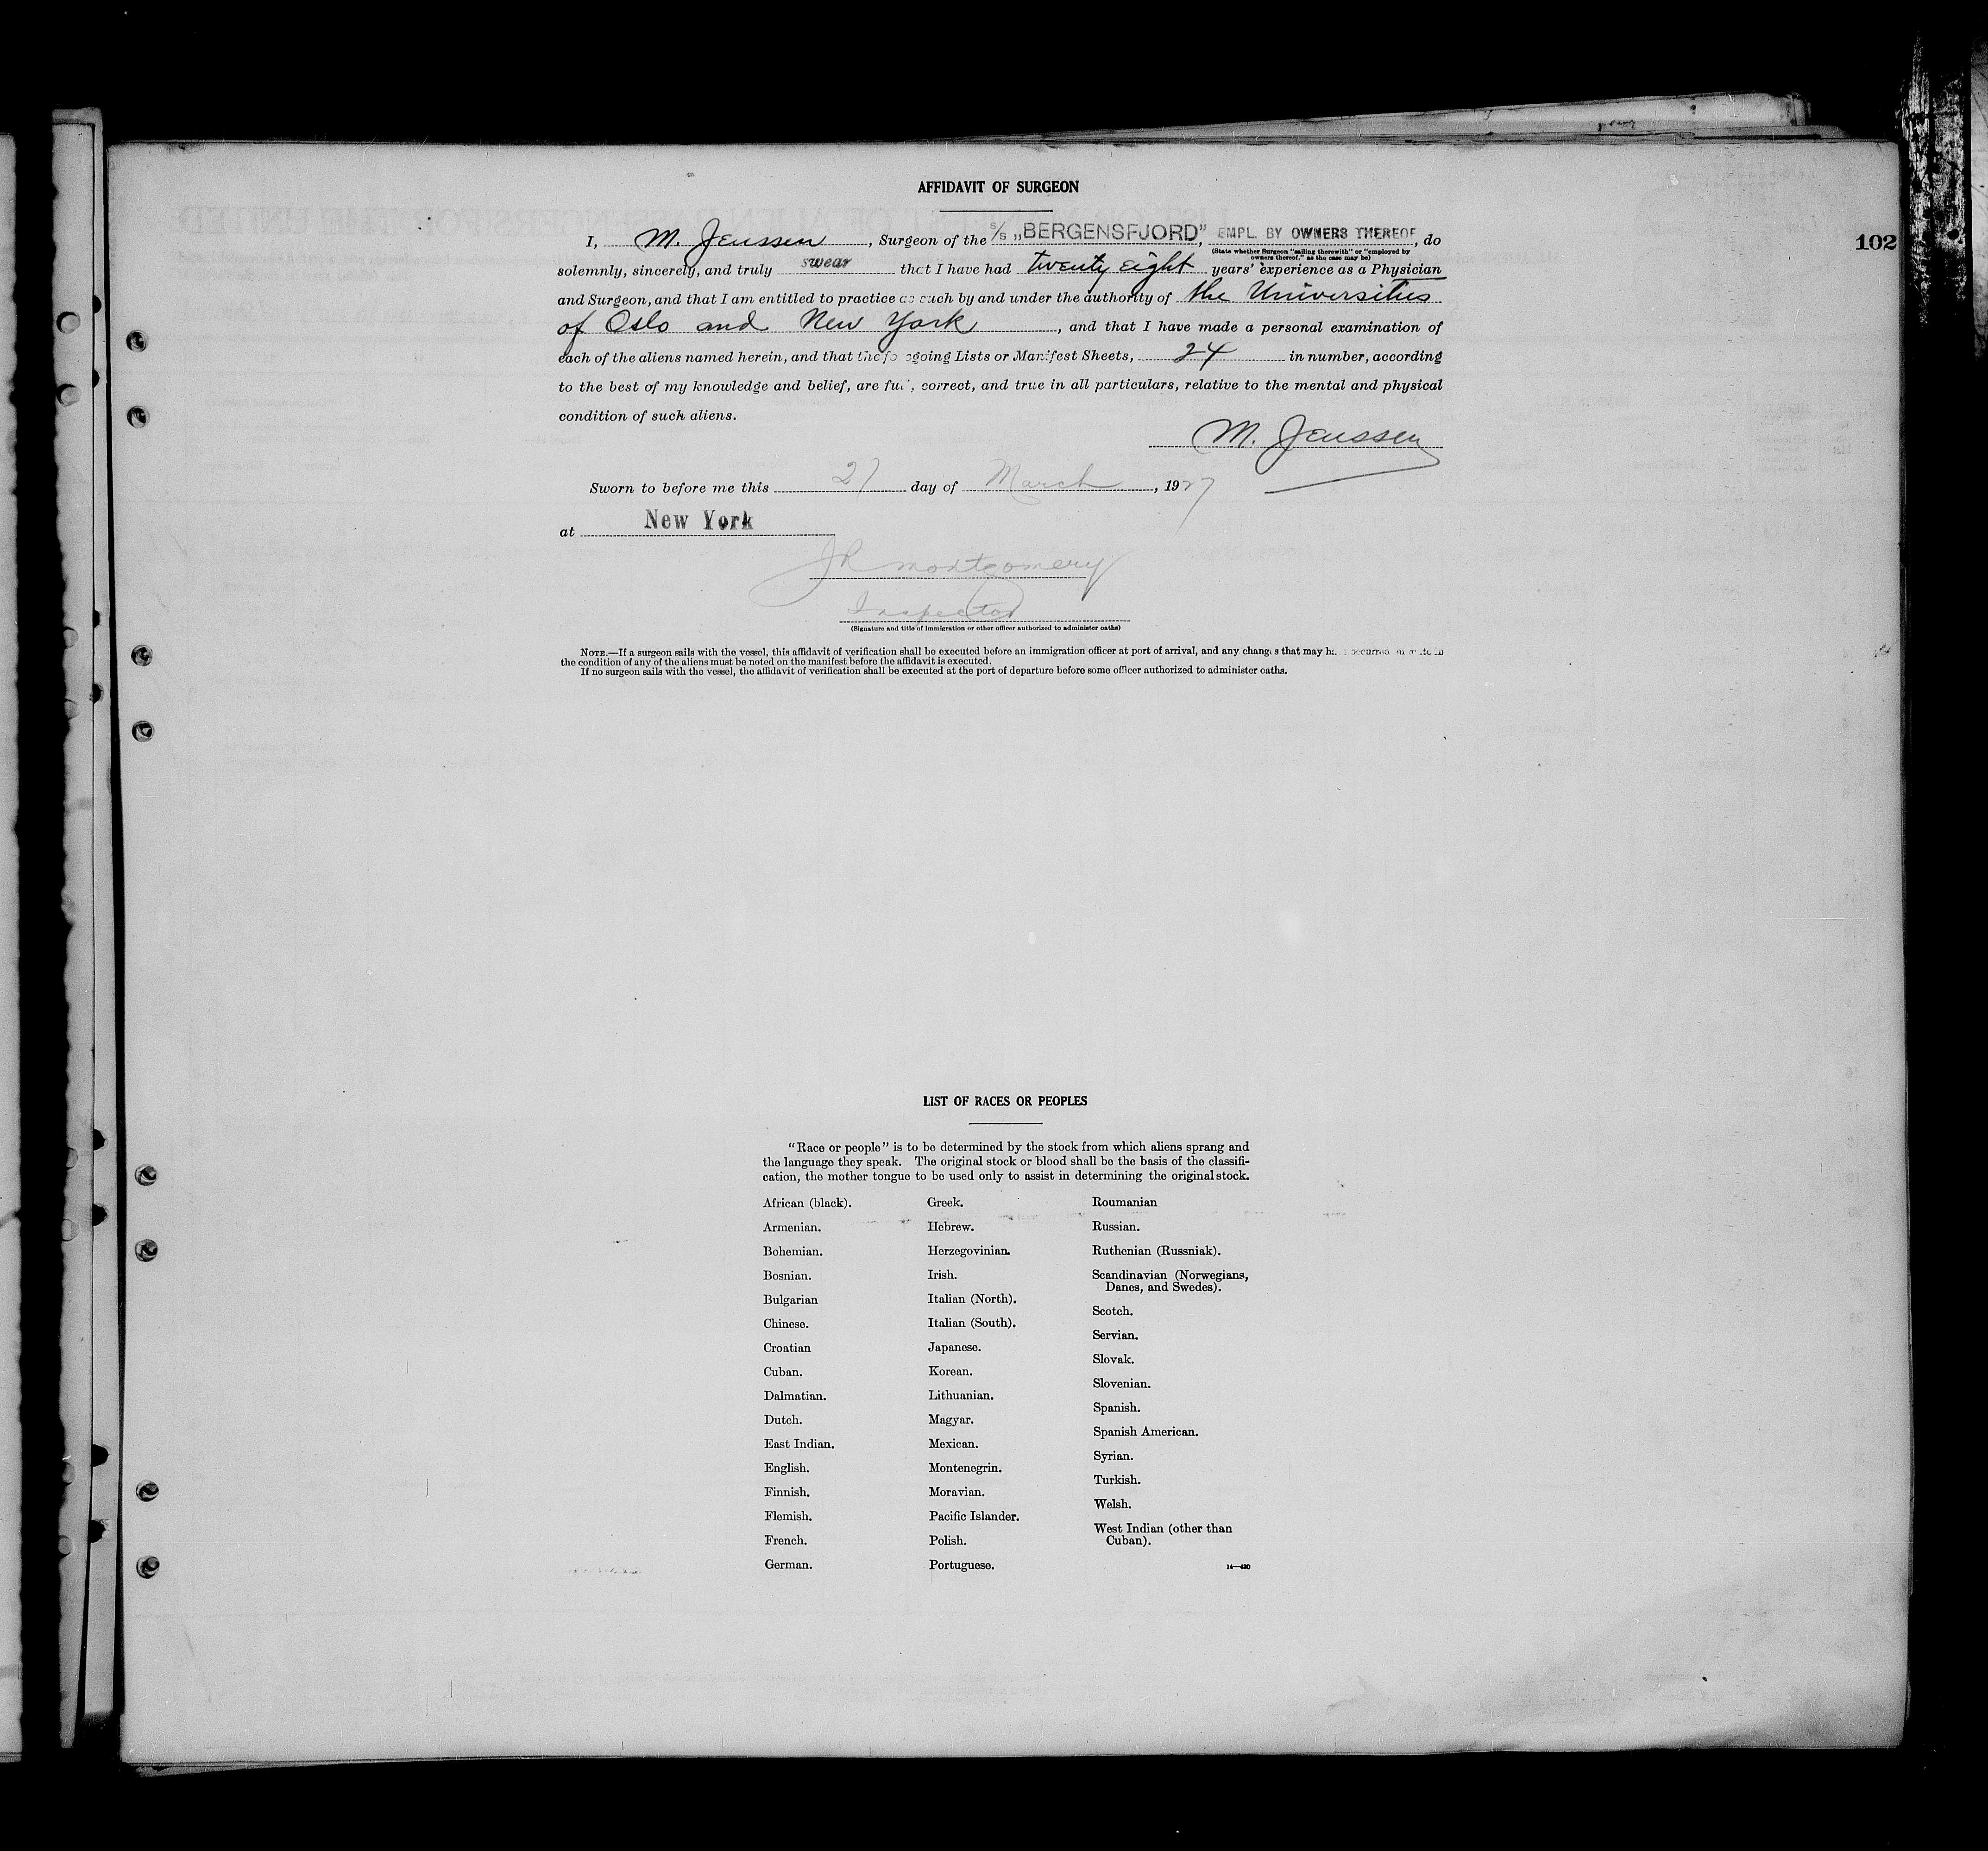 AFFIDAVIT OF SURGEON
102
I, M. Jenssen, Surgeon of the S/S „BERGENSFJORD", EMPL. BY OWNERS THEREOF, do
(State whether Surgeon "sailing therewith" or "employed by
owners thereof," as the case may be)
solemnly, sincerely, and truly swear that I have had twenty eight years' experience as a Physician
and Surgeon, and that I am entitled to practice as such by and under the authority of the Universities
of Oslo and New York, and that I have made a personal examination of
each of the aliens named herein, and that the foregoing Lists or Manifest Sheets, 24 in number, according
to the best of my knowledge and belief, are full, correct, and true in all particulars, relative to the mental and physical
condition of such aliens.
M. Jenssen
Sworn to before me this 27 day of March, 1927
at New York
JR Montgomery
Inspector
(Signature and title of immigration or other officer authorized to administer oaths)
NOTE.—If a surgeon sails with the vessel, this affidavit of verification shall be executed before an immigration officer at port of arrival, and any changes that may have occurred en route in
the condition of any of the aliens must be noted on the manifest before the affidavit is executed.
If no surgeon sails with the vessel, the affidavit of verification shall be executed at the port of departure before some officer authorized to administer oaths.
LIST OF RACES OR PEOPLES
"Race or people" is to be determined by the stock from which aliens sprang and
the language they speak. The original stock or blood shall be the basis of the classifi-
cation, the mother tongue to be used only to assist in determining the original stock.
African (black).
Armenian.
Bohemian.
Bosnian.
Bulgarian
Chinese.
Croatian
Cuban.
Dalmatian.
Dutch.
East Indian.
English.
Finnish.
Flemish.
French.
German.
Greek.
Hebrew.
Herzegovinian.
Irish.
Italian (North).
Italian (South).
Japanese.
Korean.
Lithuanian.
Magyar.
Mexican.
Montenegrin.
Moravian.
Pacific Islander.
Polish.
Portuguese.
Roumanian
Russian.
Ruthenian (Russniak).
Scandinavian (Norwegians,
Danes, and Swedes).
Scotch.
Servian.
Slovak.
Slovenian.
Spanish.
Spanish American.
Syrian.
Turkish.
Welsh.
West Indian (other than
Cuban).
14—420